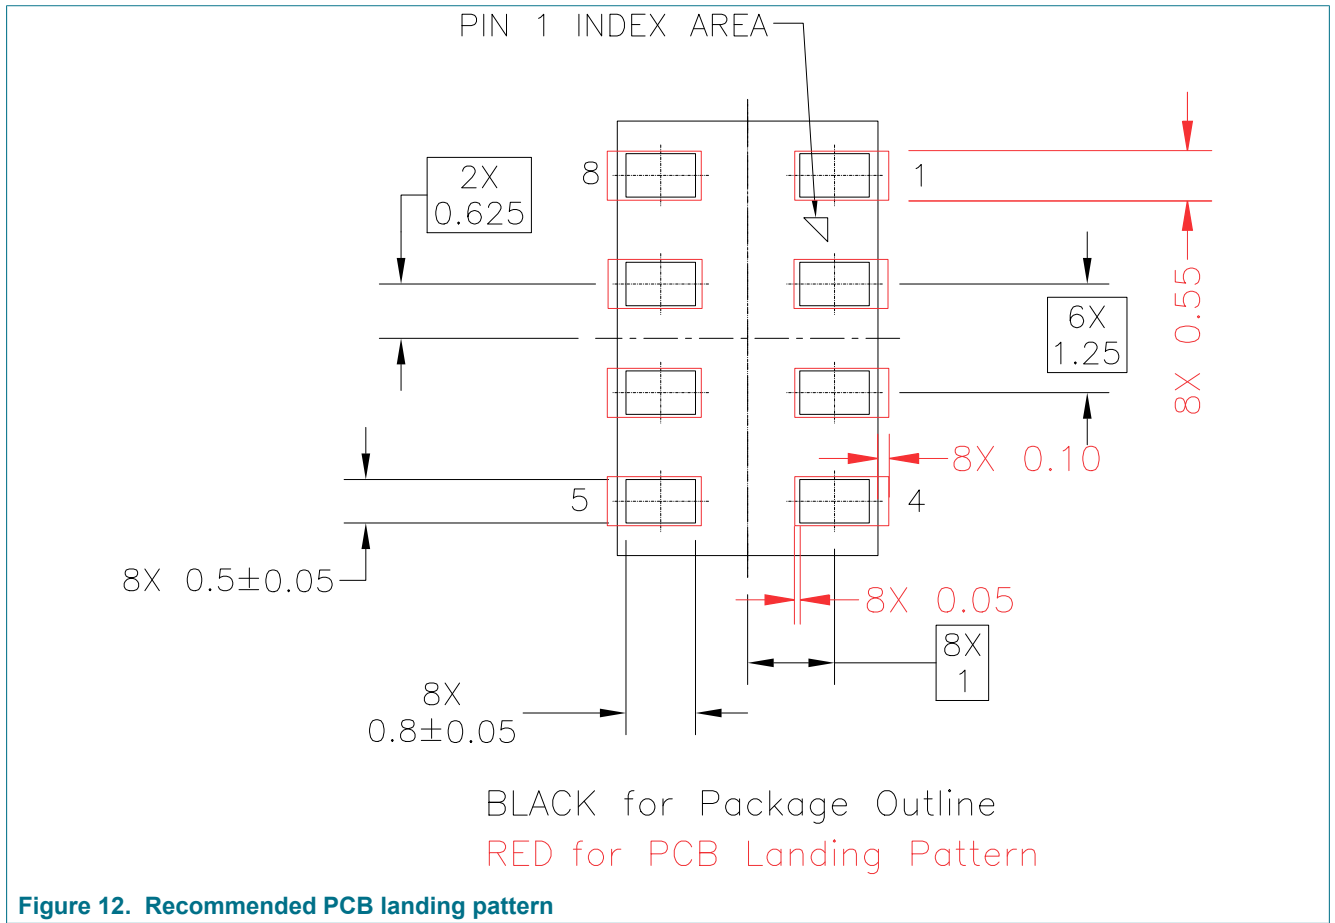 PIN 1 INDEX AREA
8
1
2X
0.625
6X
1.25
8X 0.55
8X 0.10
5
4
8X 0.5±0.05
8X 0.05
8X
1
8X
0.8±0.05
BLACK for Package Outline
RED for PCB Landing Pattern
Figure 12. Recommended PCB landing pattern